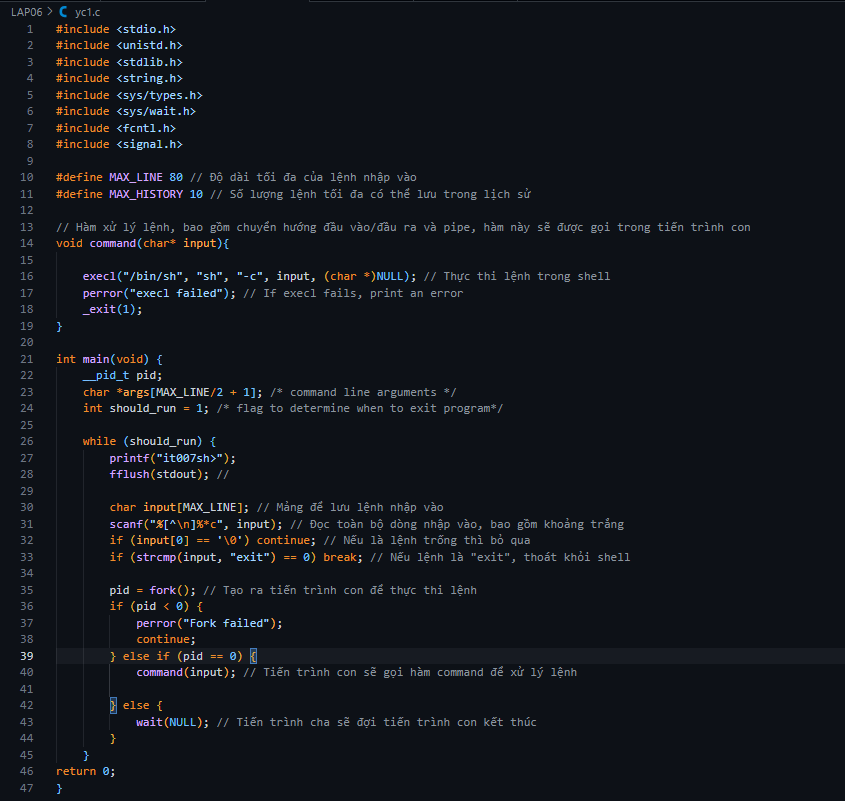 LAP06 > C yc1.c
1 #include <stdio.h>
2 #include <unistd.h>
3 #include <stdlib.h>
4 #include <string.h>
5 #include <sys/types.h>
6 #include <sys/wait.h>
7 #include <fcntl.h>
8 #include <signal.h>
9
10 #define MAX_LINE 80 // Độ dài tối đa của lệnh nhập vào
11 #define MAX_HISTORY 10 // Số lượng lệnh tối đa có thể lưu trong lịch sử
12
13 // Hàm xử lý lệnh, bao gồm chuyển hướng đầu vào/đầu ra và pipe, hàm này sẽ được gọi trong tiến trình con
14 void command(char* input){
15
16     execl("/bin/sh", "sh", "-c", input, (char *)NULL); // Thực thi lệnh trong shell
17     perror("execl failed"); // If execl fails, print an error
18     _exit(1);
19 }
20
21 int main(void) {
22     __pid_t pid;
23     char *args[MAX_LINE/2 + 1]; /* command line arguments */
24     int should_run = 1; /* flag to determine when to exit program*/
25
26     while (should_run) {
27         printf("it007sh>");
28         fflush(stdout); //
29
30         char input[MAX_LINE]; // Mảng để lưu lệnh nhập vào
31         scanf("%[^\n]%*c", input); // Đọc toàn bộ dòng nhập vào, bao gồm khoảng trắng
32         if (input[0] == '\0') continue; // Nếu là lệnh trống thì bỏ qua
33         if (strcmp(input, "exit") == 0) break; // Nếu lệnh là "exit", thoát khỏi shell
34
35         pid = fork(); // Tạo ra tiến trình con để thực thi lệnh
36         if (pid < 0) {
37             perror("Fork failed");
38             continue;
39         } else if (pid == 0) {
40             command(input); // Tiến trình con sẽ gọi hàm command để xử lý lệnh
41
42         } else {
43             wait(NULL); // Tiến trình cha sẽ đợi tiến trình con kết thúc
44         }
45     }
46 return 0;
47 }